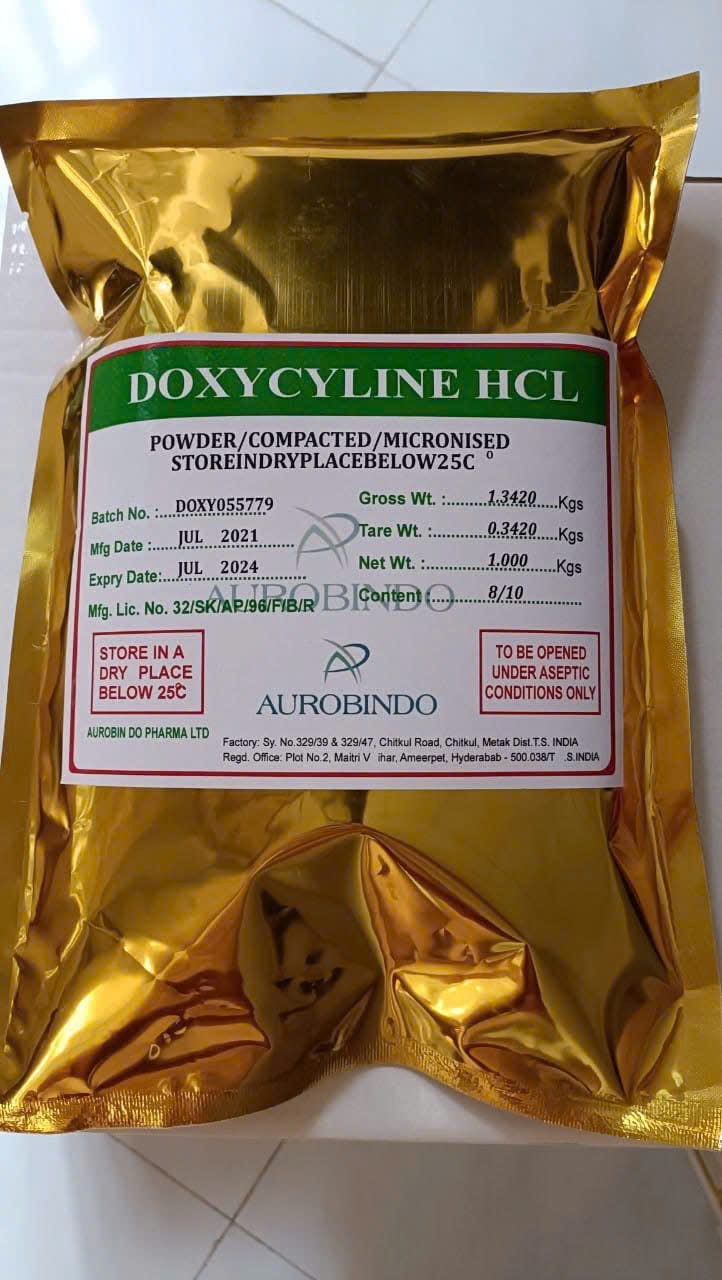 DOXYCYLINE HCL
POWDER/COMPACTED/MICRONISED
STOREINDRYPLACEBELOW25C °
Batch No. :....DOXY055779
Mfg Date :....JUL 2021
Expry Date:....JUL 2024
Mfg. Lic. No. 32/SK/AP/96/F/B/R
Gross Wt. :....1.3420....Kgs
Tare Wt. :....0.3420....Kgs
Net Wt. :....1.000....Kgs
Content :....8/10....
AUROBINDO
STORE IN A
DRY PLACE
BELOW 25°C
AUROBINDO
TO BE OPENED
UNDER ASEPTIC
CONDITIONS ONLY
AUROBIN DO PHARMA LTD
Factory: Sy. No.329/39 & 329/47, Chitkul Road, Chitkul, Metak Dist.T.S. INDIA
Regd. Office: Plot No.2, Maitri V ihar, Ameerpet, Hyderabab - 500.038/T .S.INDIA